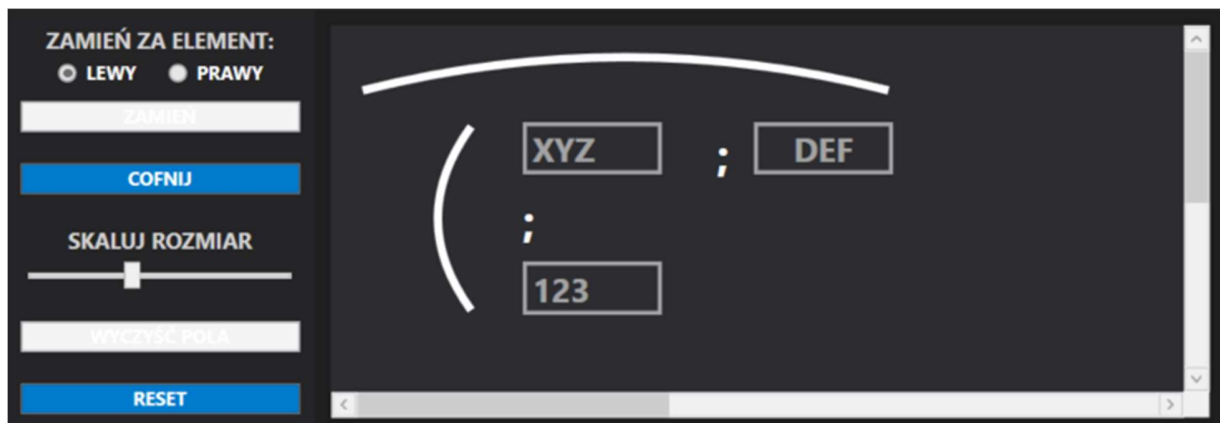 ZAMIEŃ ZA ELEMENT:
LEWY PRAWY
ZAMIEŃ
COFNIJ
SKALUJ ROZMIAR
WYCZYŚĆ POLA
RESET
XYZ ; DEF
;
123